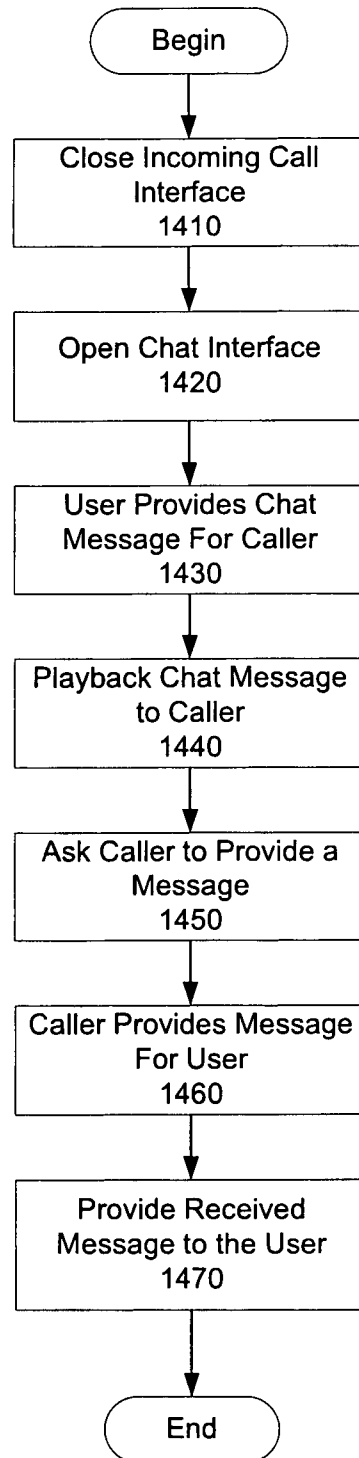 Begin
Close Incoming Call
Interface
1410
Open Chat Interface
1420
User Provides Chat
Message For Caller
1430
Playback Chat Message
to Caller
1440
Ask Caller to Provide a
Message
1450
Caller Provides Message
For User
1460
Provide Received
Message to the User
1470
End